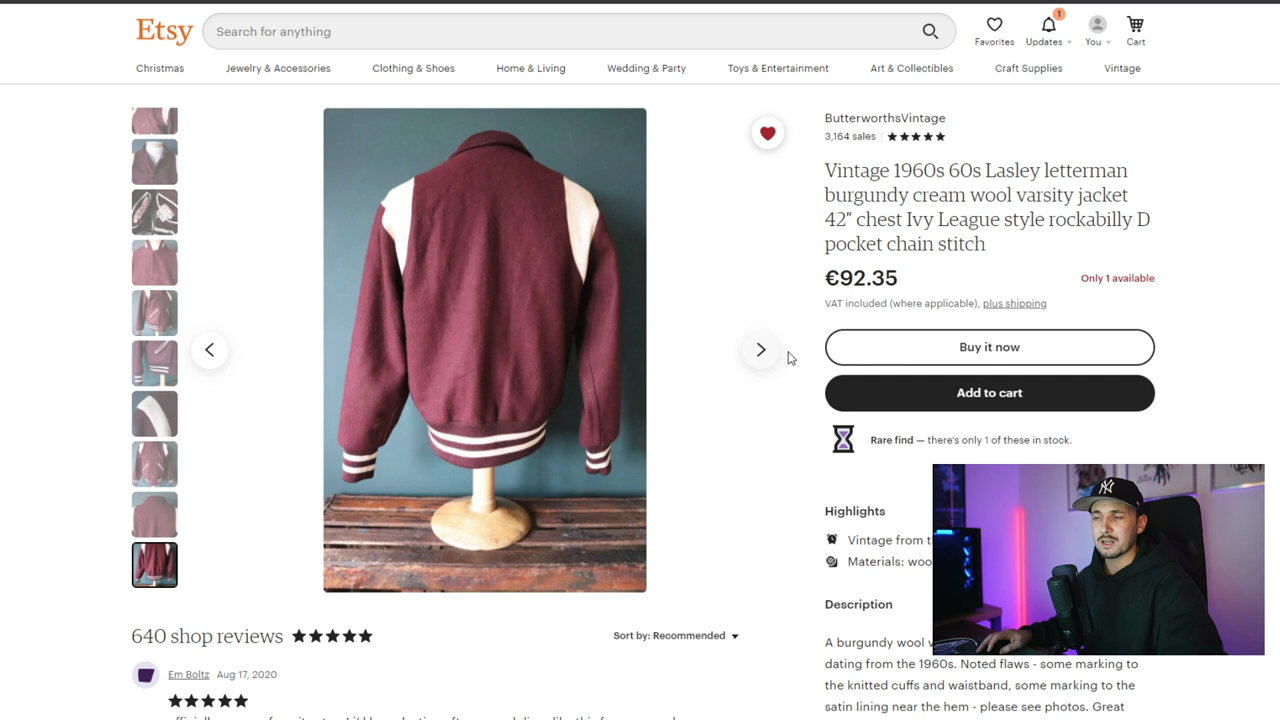 Etsy
Search for anything
1
Favorites
Updates
You
Cart
Christmas
Jewelry & Accessories
Clothing & Shoes
Home & Living
Wedding & Party
Toys & Entertainment
Art & Collectibles
Craft Supplies
Vintage
ButterworthsVintage
3,164 sales
Vintage 1960s 60s Lasley letterman
burgundy cream wool varsity jacket
42” chest Ivy League style rockabilly D
pocket chain stitch
€92.35
Only 1 available
VAT included (where applicable), plus shipping
Buy it now
Add to cart
Rare find — there's only 1 of these in stock.
Highlights
Vintage from
Materials: woo
Description
A burgundy wool
dating from the 1960s. Noted flaws - some marking to
the knitted cuffs and waistband, some marking to the
satin lining near the hem - please see photos. Great
640 shop reviews
Sort by: Recommended
Em Boltz Aug 17, 2020
NY